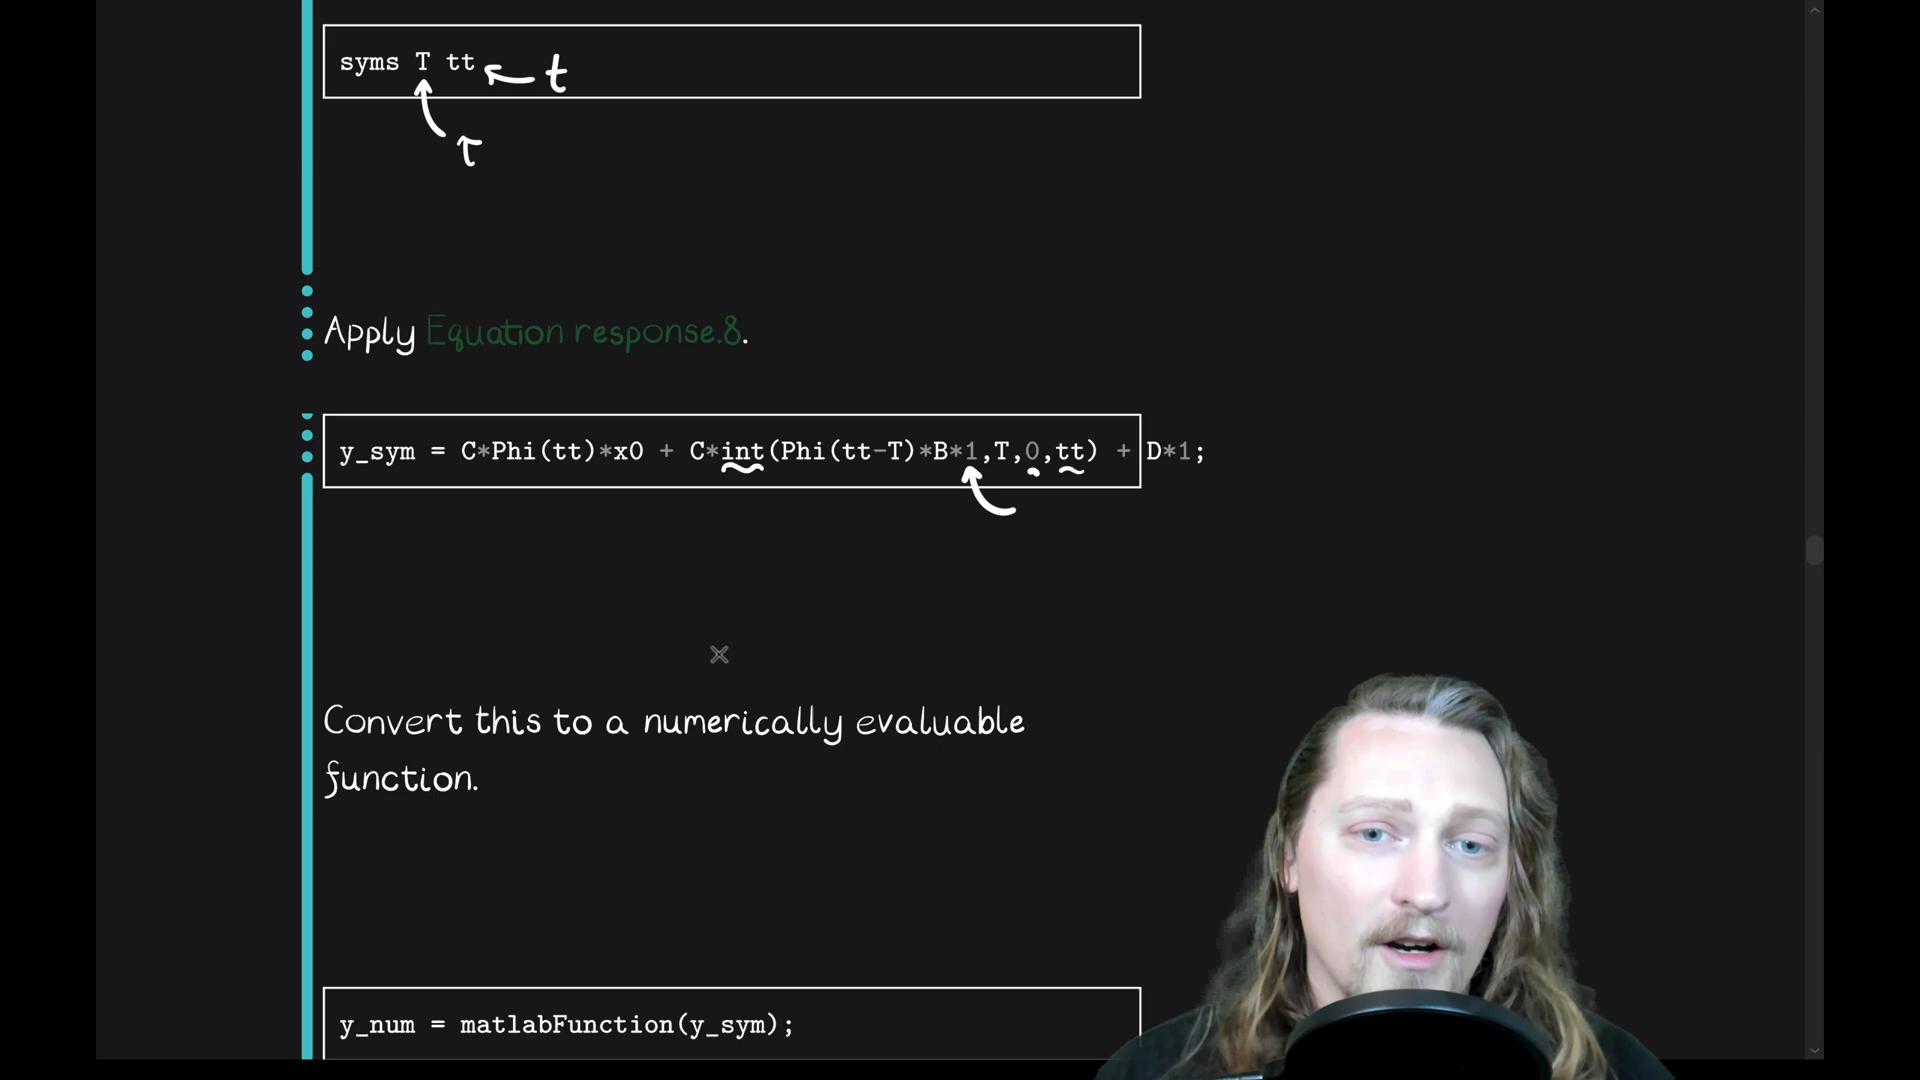 syms T tt
t
τ
Apply Equation response.8.
y_sym = C*Phi(tt)*x0 + C*int(Phi(tt-T)*B*1,T,0,tt) + D*1;
Convert this to a numerically evaluable
function.
y_num = matlabFunction(y_sym);